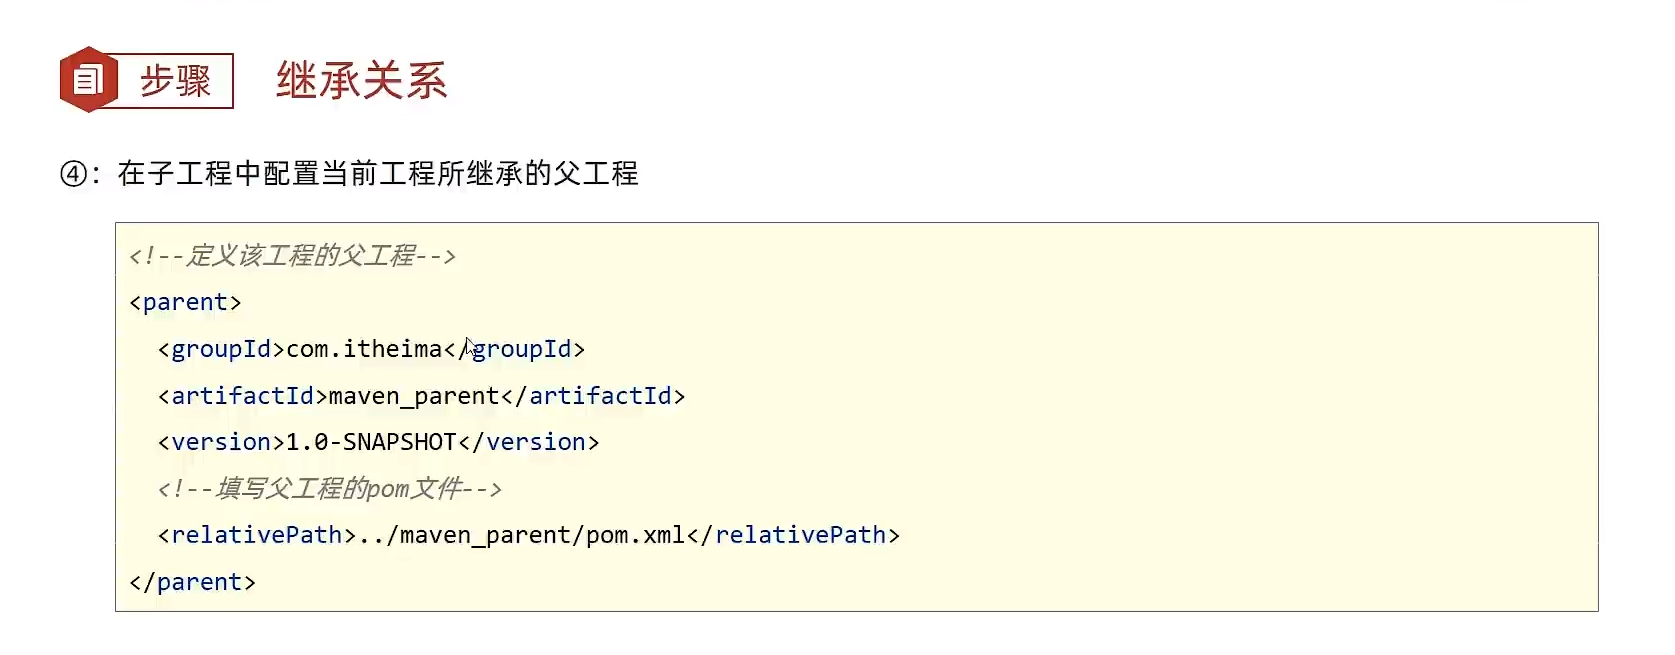 步骤 继承关系
④：在子工程中配置当前工程所继承的父工程
<!--定义该工程的父工程-->
<parent>
<groupId>com.itheima</groupId>
<artifactId>maven_parent</artifactId>
<version>1.0-SNAPSHOT</version>
<!--填写父工程的pom文件-->
<relativePath>../maven_parent/pom.xml</relativePath>
</parent>